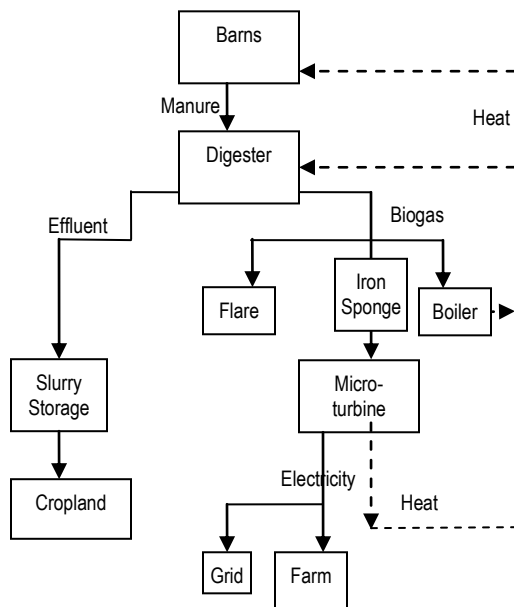 Barns
Manure
Heat
Digester
Effluent
Biogas
Flare
Iron
Sponge
Boiler
Slurry
Storage
Micro-
turbine
Electricity
Heat
Cropland
Grid
Farm